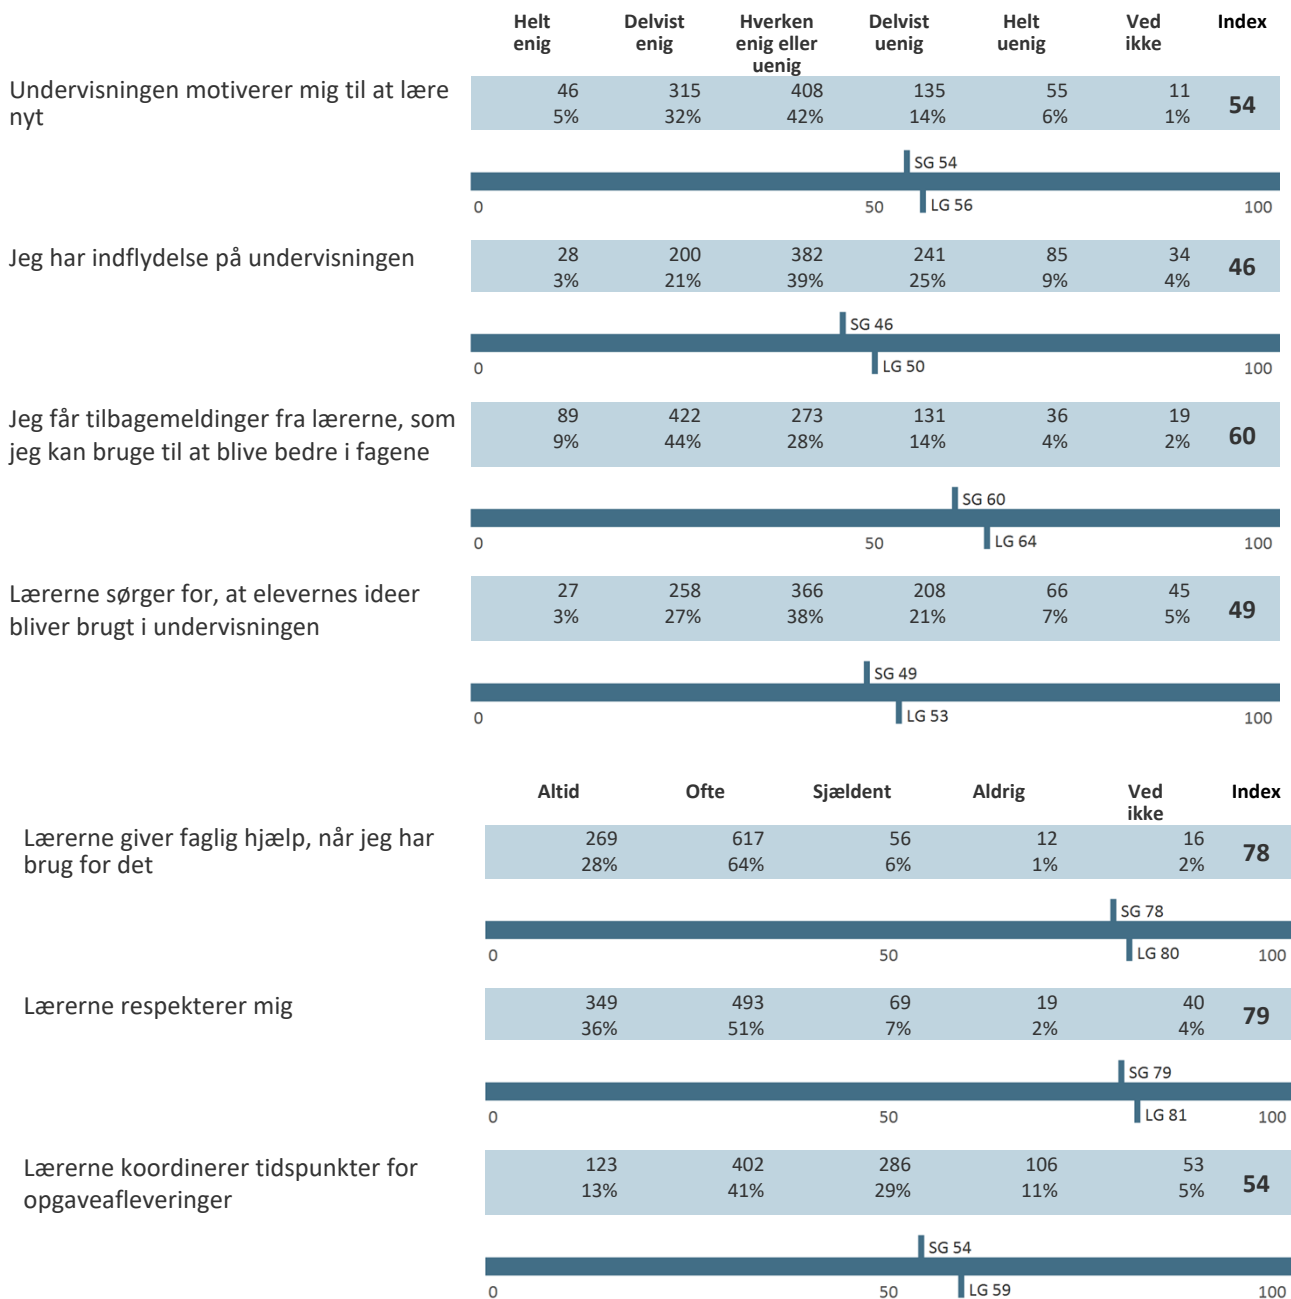 Helt Delvist Hverken Delvist Helt Ved Index
enig enig enig eller uenig uenig ikke
uenig
Undervisningen motiverer mig til at lære
nyt
46 315 408 135 55 11
5% 32% 42% 14% 6% 1%
54
SG 54
0 50 LG 56 100
Jeg har indflydelse på undervisningen
28 200 382 241 85 34
3% 21% 39% 25% 9% 4%
46
SG 46
0 LG 50 100
Jeg får tilbagemeldinger fra lærerne, som
jeg kan bruge til at blive bedre i fagene
89 422 273 131 36 19
9% 44% 28% 14% 4% 2%
60
SG 60
0 50 LG 64 100
Lærerne sørger for, at elevernes ideer
bliver brugt i undervisningen
27 258 366 208 66 45
3% 27% 38% 21% 7% 5%
49
SG 49
0 LG 53 100
Altid Ofte Sjældent Aldrig Ved Index
ikke
Lærerne giver faglig hjælp, når jeg har
brug for det
269 617 56 12 16
28% 64% 6% 1% 2%
78
SG 78
0 50 LG 80 100
Lærerne respekterer mig
349 493 69 19 40
36% 51% 7% 2% 4%
79
SG 79
0 50 LG 81 100
Lærerne koordinerer tidspunkter for
opgaveafleveringer
123 402 286 106 53
13% 41% 29% 11% 5%
54
SG 54
0 50 LG 59 100